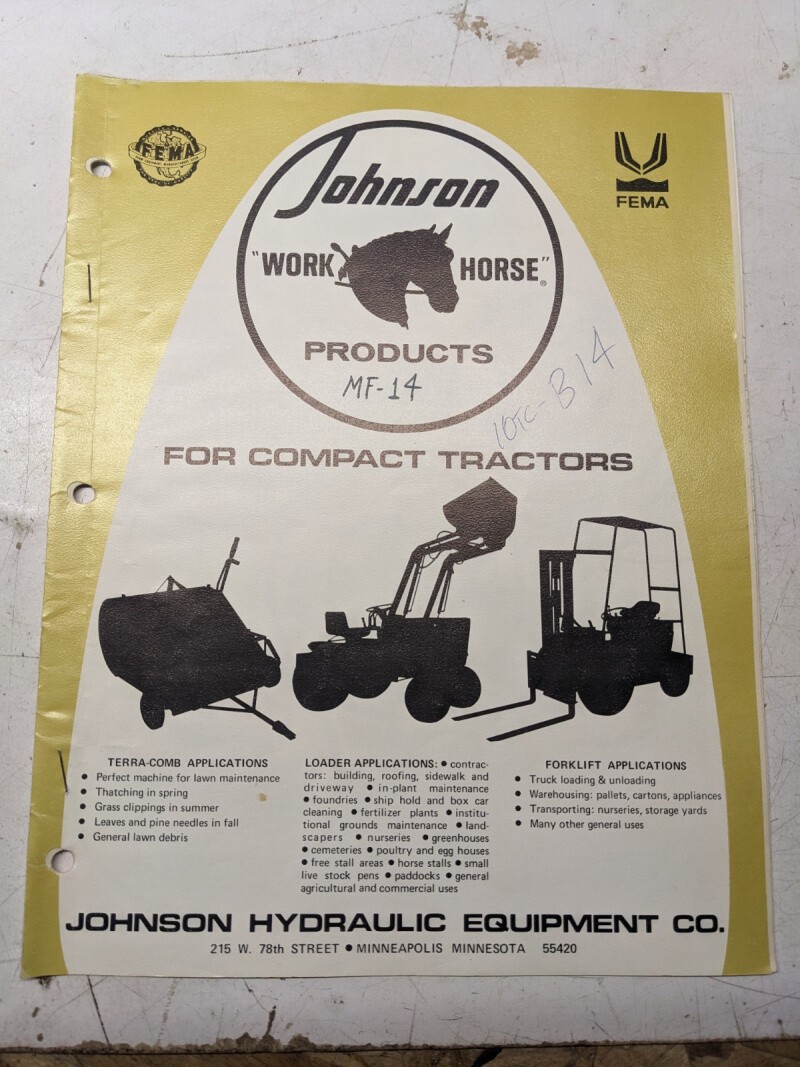 FEMA
FEMA
Johnson
"WORK HORSE"®
PRODUCTS
MF-14
10TC-B14
FOR COMPACT TRACTORS
TERRA-COMB APPLICATIONS
● Perfect machine for lawn maintenance
● Thatching in spring
● Grass clippings in summer
● Leaves and pine needles in fall
● General lawn debris
LOADER APPLICATIONS: ● contrac-
tors: building, roofing, sidewalk and
driveway ● in-plant maintenance
● foundries ● ship hold and box car
cleaning ● fertilizer plants ● institu-
tional grounds maintenance ● land-
scapers ● nurseries ● greenhouses
● cemeteries ● poultry and egg houses
● free stall areas ● horse stalls ● small
live stock pens ● paddocks ● general
agricultural and commercial uses
FORKLIFT APPLICATIONS
● Truck loading & unloading
● Warehousing: pallets, cartons, appliances
● Transporting: nurseries, storage yards
● Many other general uses
JOHNSON HYDRAULIC EQUIPMENT CO.
215 W. 78th STREET ● MINNEAPOLIS MINNESOTA 55420